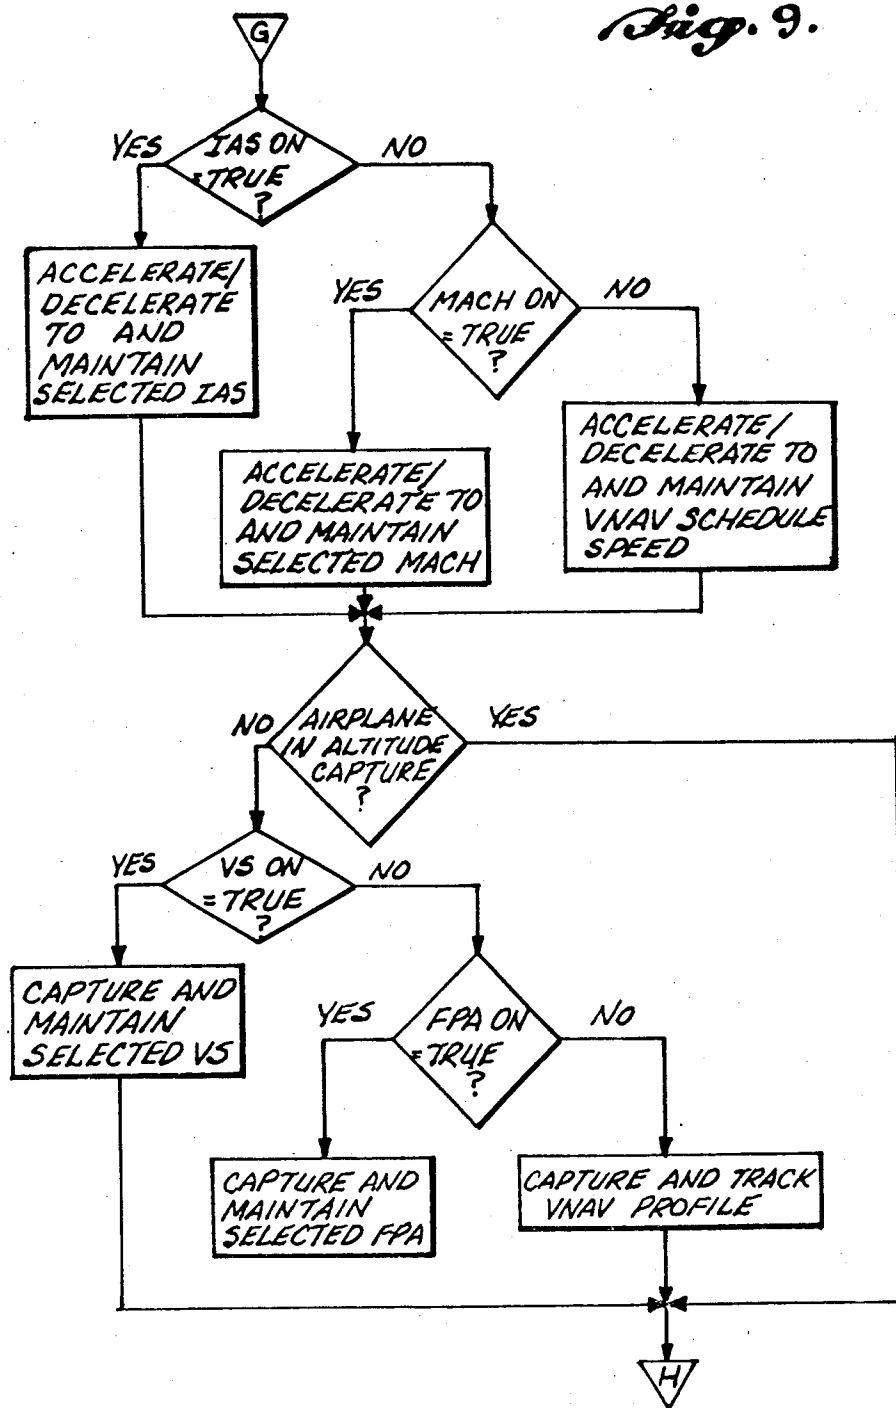 Fig. 9.
G
YES
IAS ON
= TRUE
?
NO
ACCELERATE/
DECELERATE
TO AND
MAINTAIN
SELECTED IAS
YES
MACH ON
= TRUE
?
NO
ACCELERATE/
DECELERATE TO
AND MAINTAIN
SELECTED MACH
ACCELERATE/
DECELERATE TO
AND MAINTAIN
VNAV SCHEDULE
SPEED
NO
AIRPLANE
IN ALTITUDE
CAPTURE
?
YES
YES
VS ON
= TRUE
?
NO
CAPTURE AND
MAINTAIN
SELECTED VS
YES
FPA ON
= TRUE
?
NO
CAPTURE AND
MAINTAIN
SELECTED FPA
CAPTURE AND TRACK
VNAV PROFILE
H